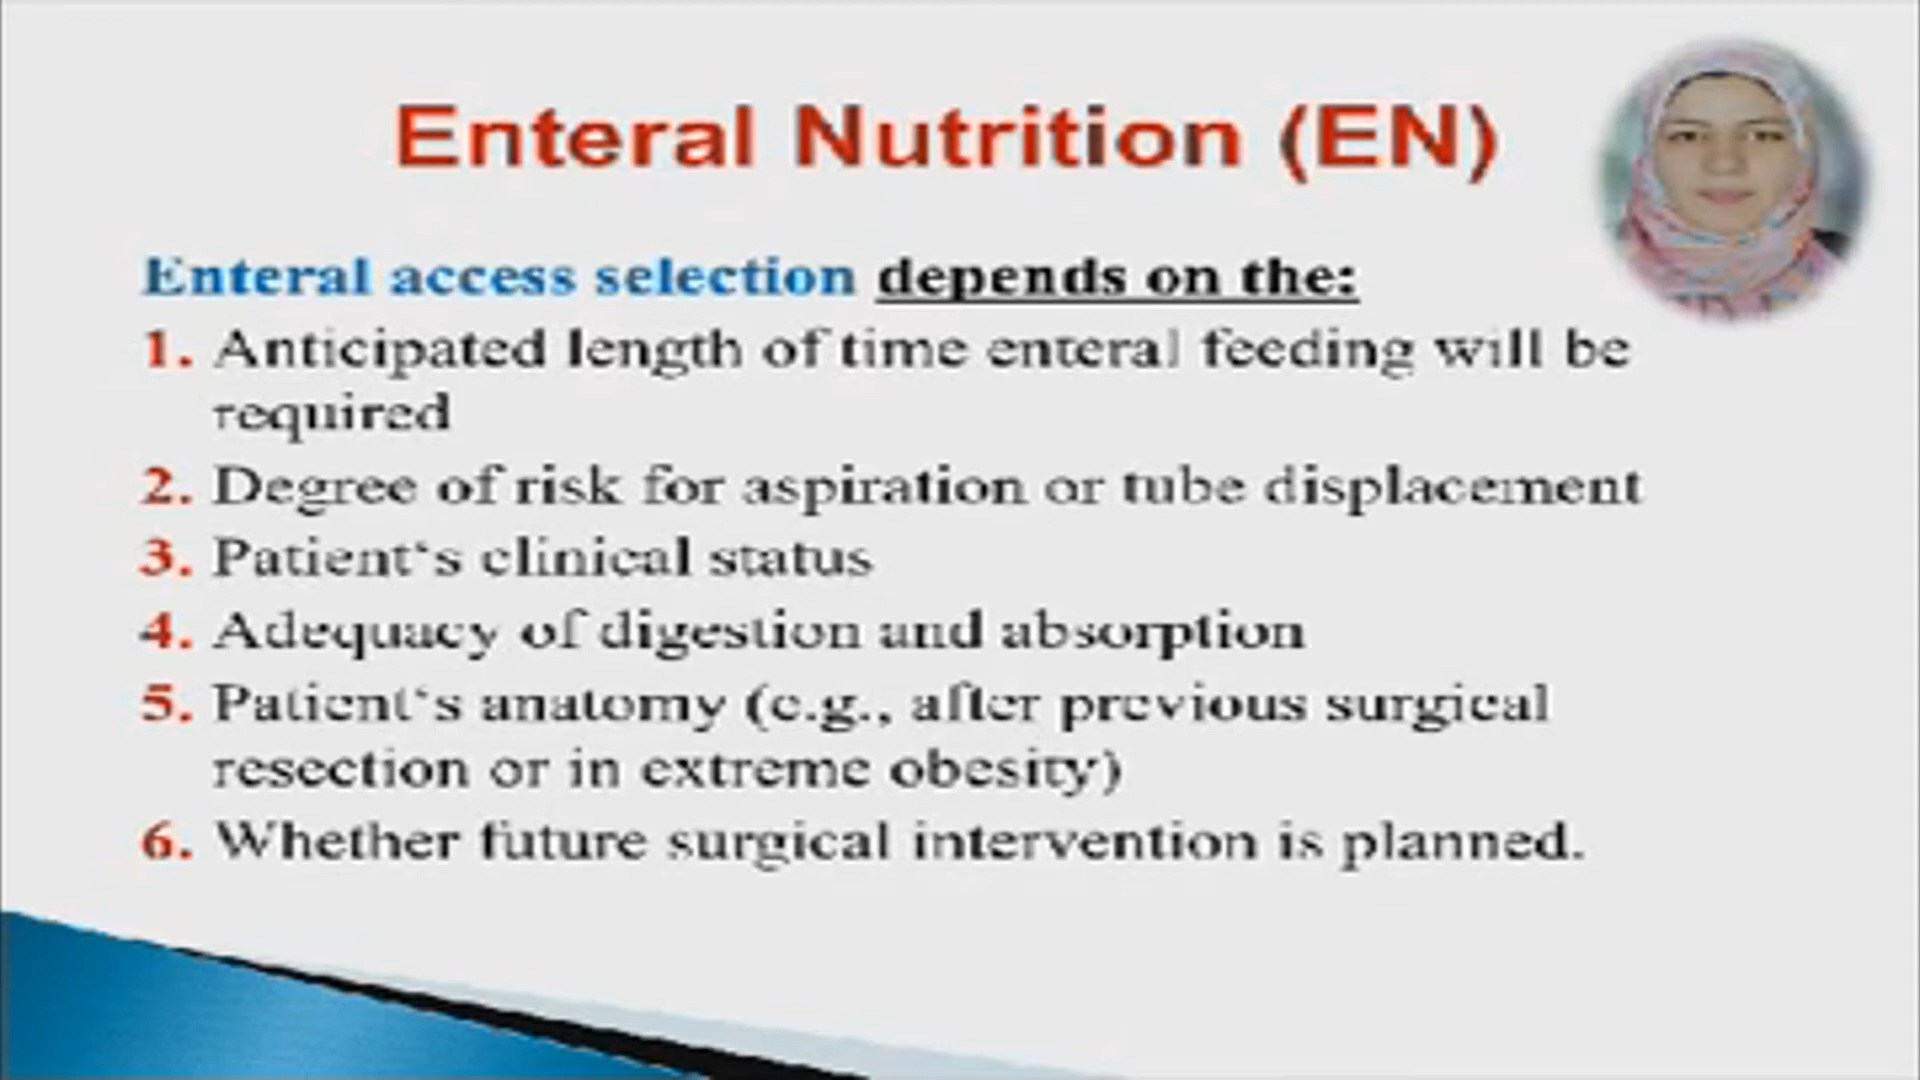 Enteral Nutrition (EN)
Enteral access selection depends on the:
1. Anticipated length of time enteral feeding will be
required
2. Degree of risk for aspiration or tube displacement
3. Patient‘s clinical status
4. Adequacy of digestion and absorption
5. Patient‘s anatomy (e.g., after previous surgical
resection or in extreme obesity)
6. Whether future surgical intervention is planned.